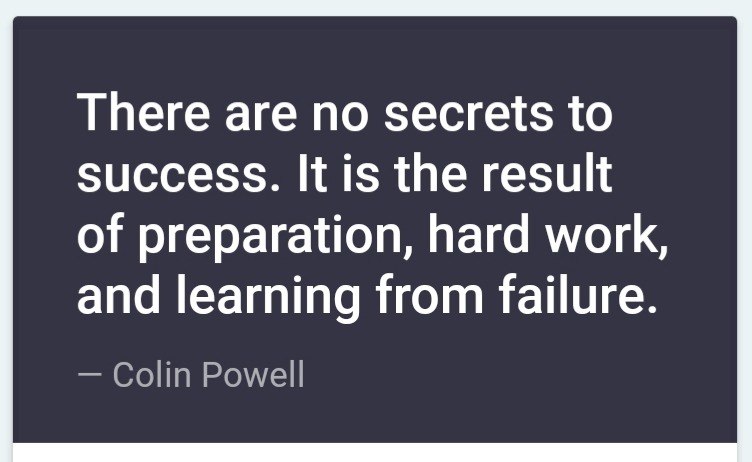 There are no secrets to
success. It is the result
of preparation, hard work,
and learning from failure.
— Colin Powell